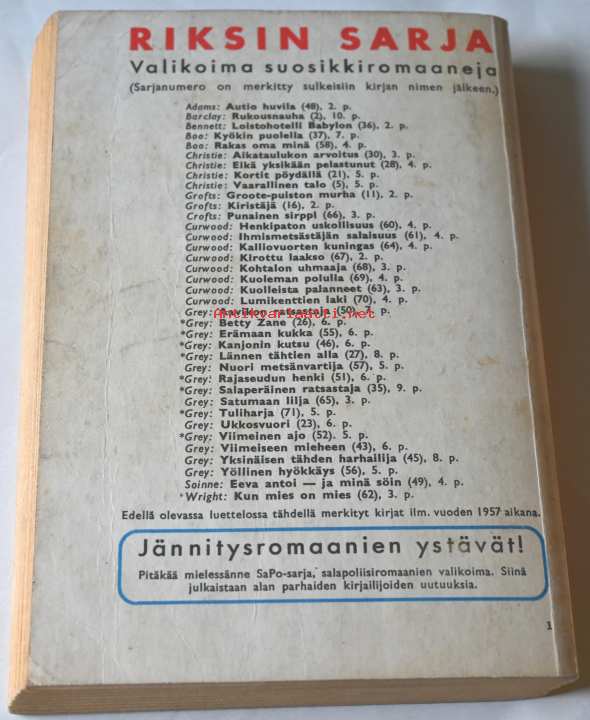 RIKSIN SARJA
Valikoima suosikkiromaaneja
(Sarjanumero on merkitty sulkeisiin kirjan nimen jälkeen.)
Adams: Autio huvila (48), 2. p.
Barclay: Rukousnauha (2), 10. p.
Bennett: Loistohotelli Babylon (36), 2. p.
Boo: Kyökin puolella (37), 7. p.
Boo: Rakas oma minä (58), 4. p.
Christie: Aikataulukon arvoitus (30), 3. p.
Christie: Eikä yksikään pelastunut (28), 4. p.
Christie: Kortit pöydällä (21), 5. p.
Christie: Vaarallinen talo (5), 5. p.
Crofts: Groote-puiston murha (11), 2. p.
Crofts: Kiristäjä (16), 2. p.
Crofts: Punainen sirppi (66), 3. p.
Curwood: Henkipaton uskollisuus (60), 4. p.
Curwood: Ihmismetsästäjän salaisuus (61), 4. p.
Curwood: Kalliovuorten kuningas (64), 4. p.
Curwood: Kirottu laakso (67), 2. p.
Curwood: Kohtalon uhmaaja (68), 3. p.
Curwood: Kuoleman polulla (69), 4. p.
Curwood: Kuolleista palanneet (63), 3. p.
Curwood: Lumikenttien laki (70), 4. p.
Grey: Aavikon ratsastaja (50), 7. p.
Antikvariaatti.net
*Grey: Betty Zane (26), 6. p.
*Grey: Erämaan kukka (55), 6. p.
*Grey: Kanjonin kutsu (46), 6. p.
*Grey: Lännen tähtien alla (27), 8. p.
Grey: Nuori metsänvartija (57), 5. p.
*Grey: Rajaseudun henki (51), 6. p.
*Grey: Salaperäinen ratsastaja (35), 9. p.
Grey: Satumaan lilja (65), 3. p.
*Grey: Tuliharja (71), 5. p.
Grey: Ukkosvuori (23), 6. p.
*Grey: Viimeinen ajo (52). 5. p.
Grey: Viimeiseen mieheen (43), 6. p.
Grey: Yksinäisen tähden harhailija (45), 8. p.
Grey: Yöllinen hyökkäys (56), 5. p.
Soinne: Eeva antoi — ja minä söin (49), 4. p.
*Wright: Kun mies on mies (62), 3. p.
Edellä olevassa luettelossa tähdellä merkityt kirjat ilm. vuoden 1957 aikana.
Jännitysromaanien ystävät!
Pitäkää mielessänne SaPo-sarja, salapoliisiromaanien valikoima. Siinä
julkaistaan alan parhaiden kirjailijoiden uutuuksia.